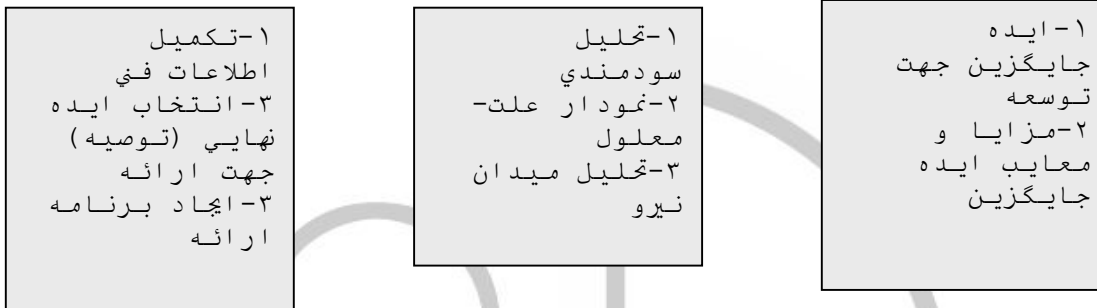 ۱-ایده
جایگزین جهت
توسعه
۲-مزایا و
معایب ایده
جایگزین
۱-تحلیل
سودمندي
۲-نمودار علت-
معلول
۳-تحلیل میدان
نیرو
۱-تکمیل
اطلاعات فني
۳-انتخاب ایده
نهایي (توصیه)
جهت ارائه
۳-ایجاد برنامه
ارائه